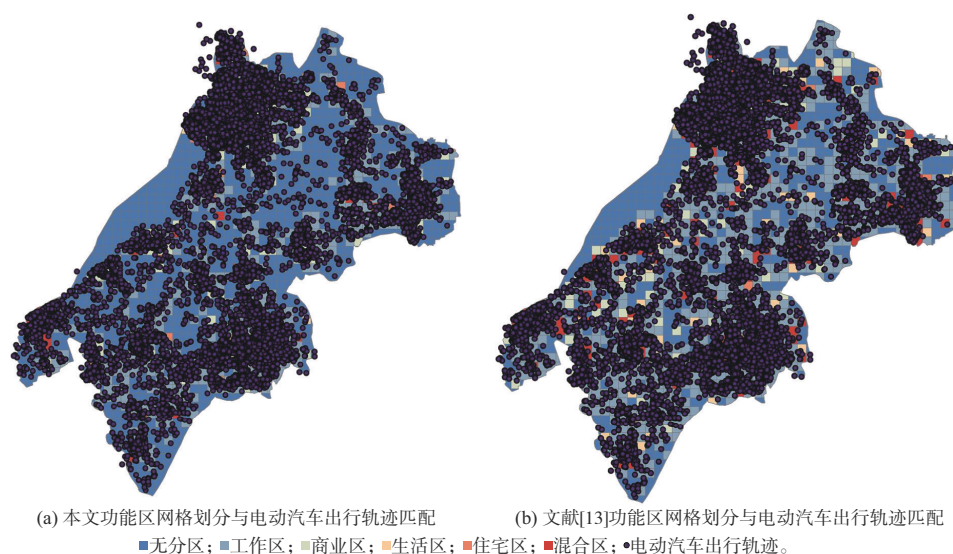 (a) 本文功能区网格划分与电动汽车出行轨迹匹配
(b) 文献[13]功能区网格划分与电动汽车出行轨迹匹配
无分区；工作区；商业区；生活区；住宅区；混合区；电动汽车出行轨迹。